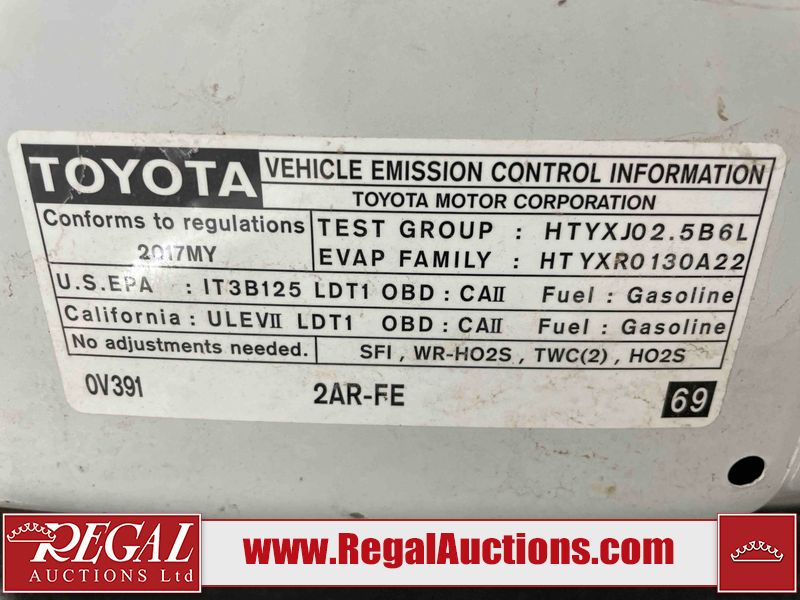 TOYOTA VEHICLE EMISSION CONTROL INFORMATION
TOYOTA MOTOR CORPORATION
Conforms to regulations
2017MY
TEST GROUP : HTYXJ02.5B6L
EVAP FAMILY : HTYXR0130A22
U.S.EPA : IT3B125 LDT1 OBD : CAII Fuel : Gasoline
California : ULEVII LDT1 OBD : CAII Fuel : Gasoline
No adjustments needed. SFI , WR-HO2S , TWC(2) , HO2S
0V391 2AR-FE 69
REGAL
AUCTIONS Ltd
www.RegalAuctions.com